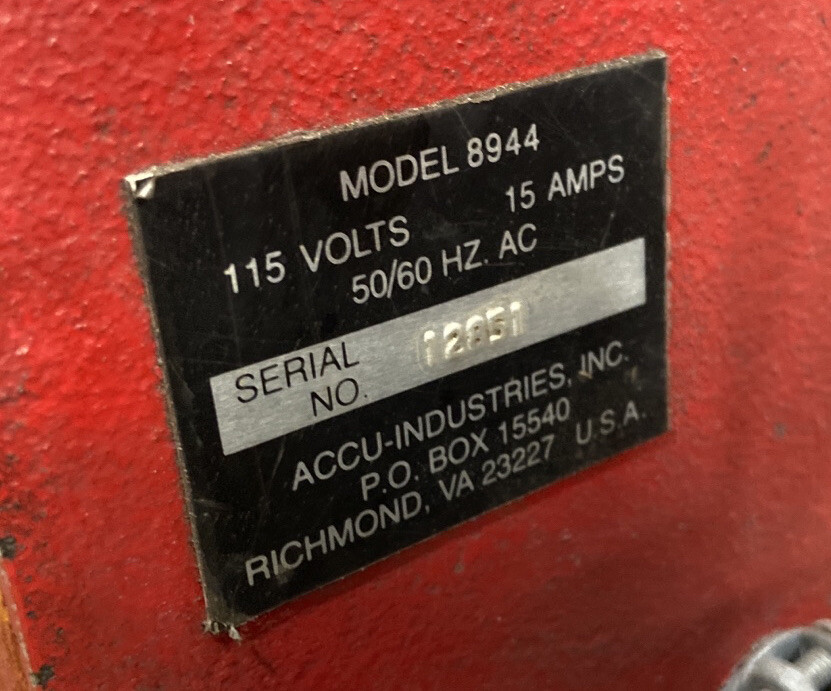 MODEL 8944
115 VOLTS 15 AMPS
50/60 HZ. AC
SERIAL NO. 12851
ACCU-INDUSTRIES, INC.
P.O. BOX 15540
RICHMOND, VA 23227 U.S.A.